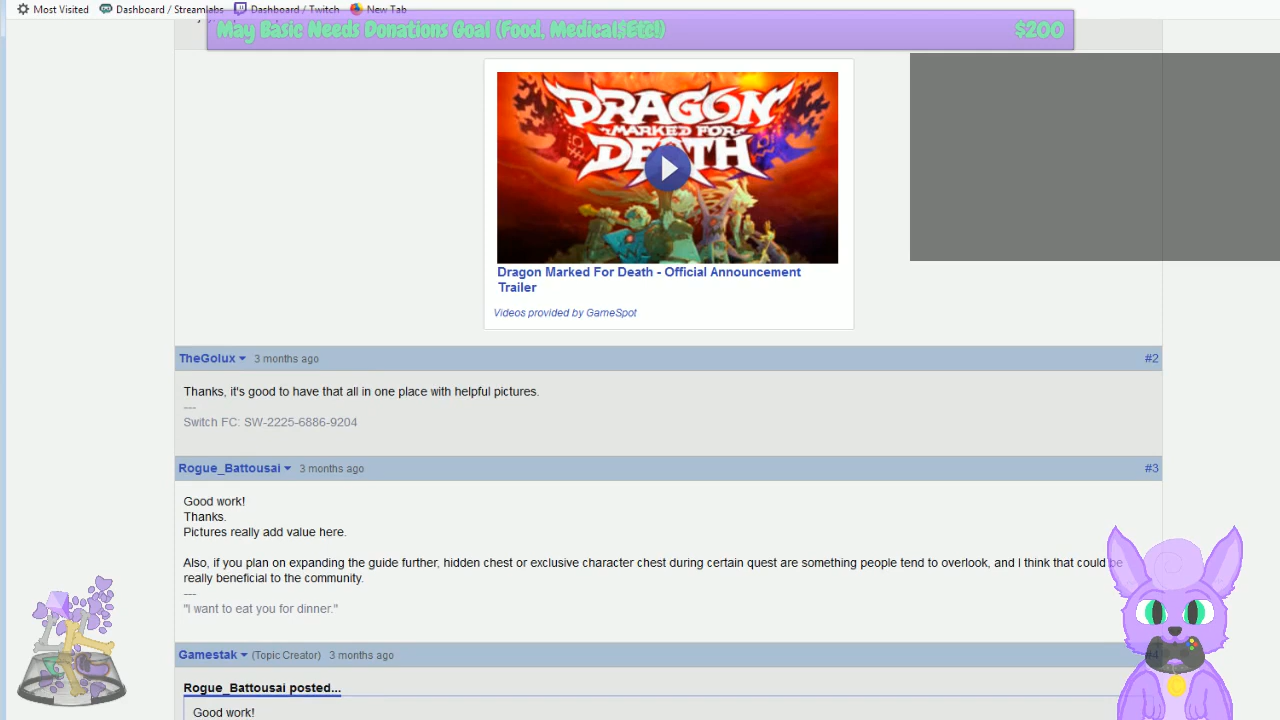 Most Visited Dashboard / Streamlabs Dashboard / Twitch New Tab
May Basic Needs Donations Goal (Food, Medical, Etc!) $200
DRAGON
MARKED FOR
DEATH
Dragon Marked For Death - Official Announcement
Trailer
Videos provided by GameSpot
TheGolux 3 months ago #2
Thanks, it's good to have that all in one place with helpful pictures.
---
Switch FC: SW-2225-6886-9204
Rogue_Battousai 3 months ago #3
Good work!
Thanks.
Pictures really add value here.
Also, if you plan on expanding the guide further, hidden chest or exclusive character chest during certain quest are something people tend to overlook, and I think that could be
really beneficial to the community.
---
"I want to eat you for dinner."
Gamestak (Topic Creator) 3 months ago #4
Rogue_Battousai posted...
Good work!